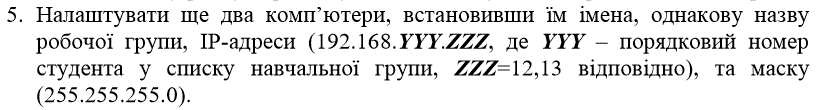 5. Налаштувати ще два комп’ютери, встановивши їм імена, однакову назву
робочої групи, IP-адреси (192.168.YYY.ZZZ, де YYY – порядковий номер
студента у списку навчальної групи, ZZZ=12,13 відповідно), та маску
(255.255.255.0).